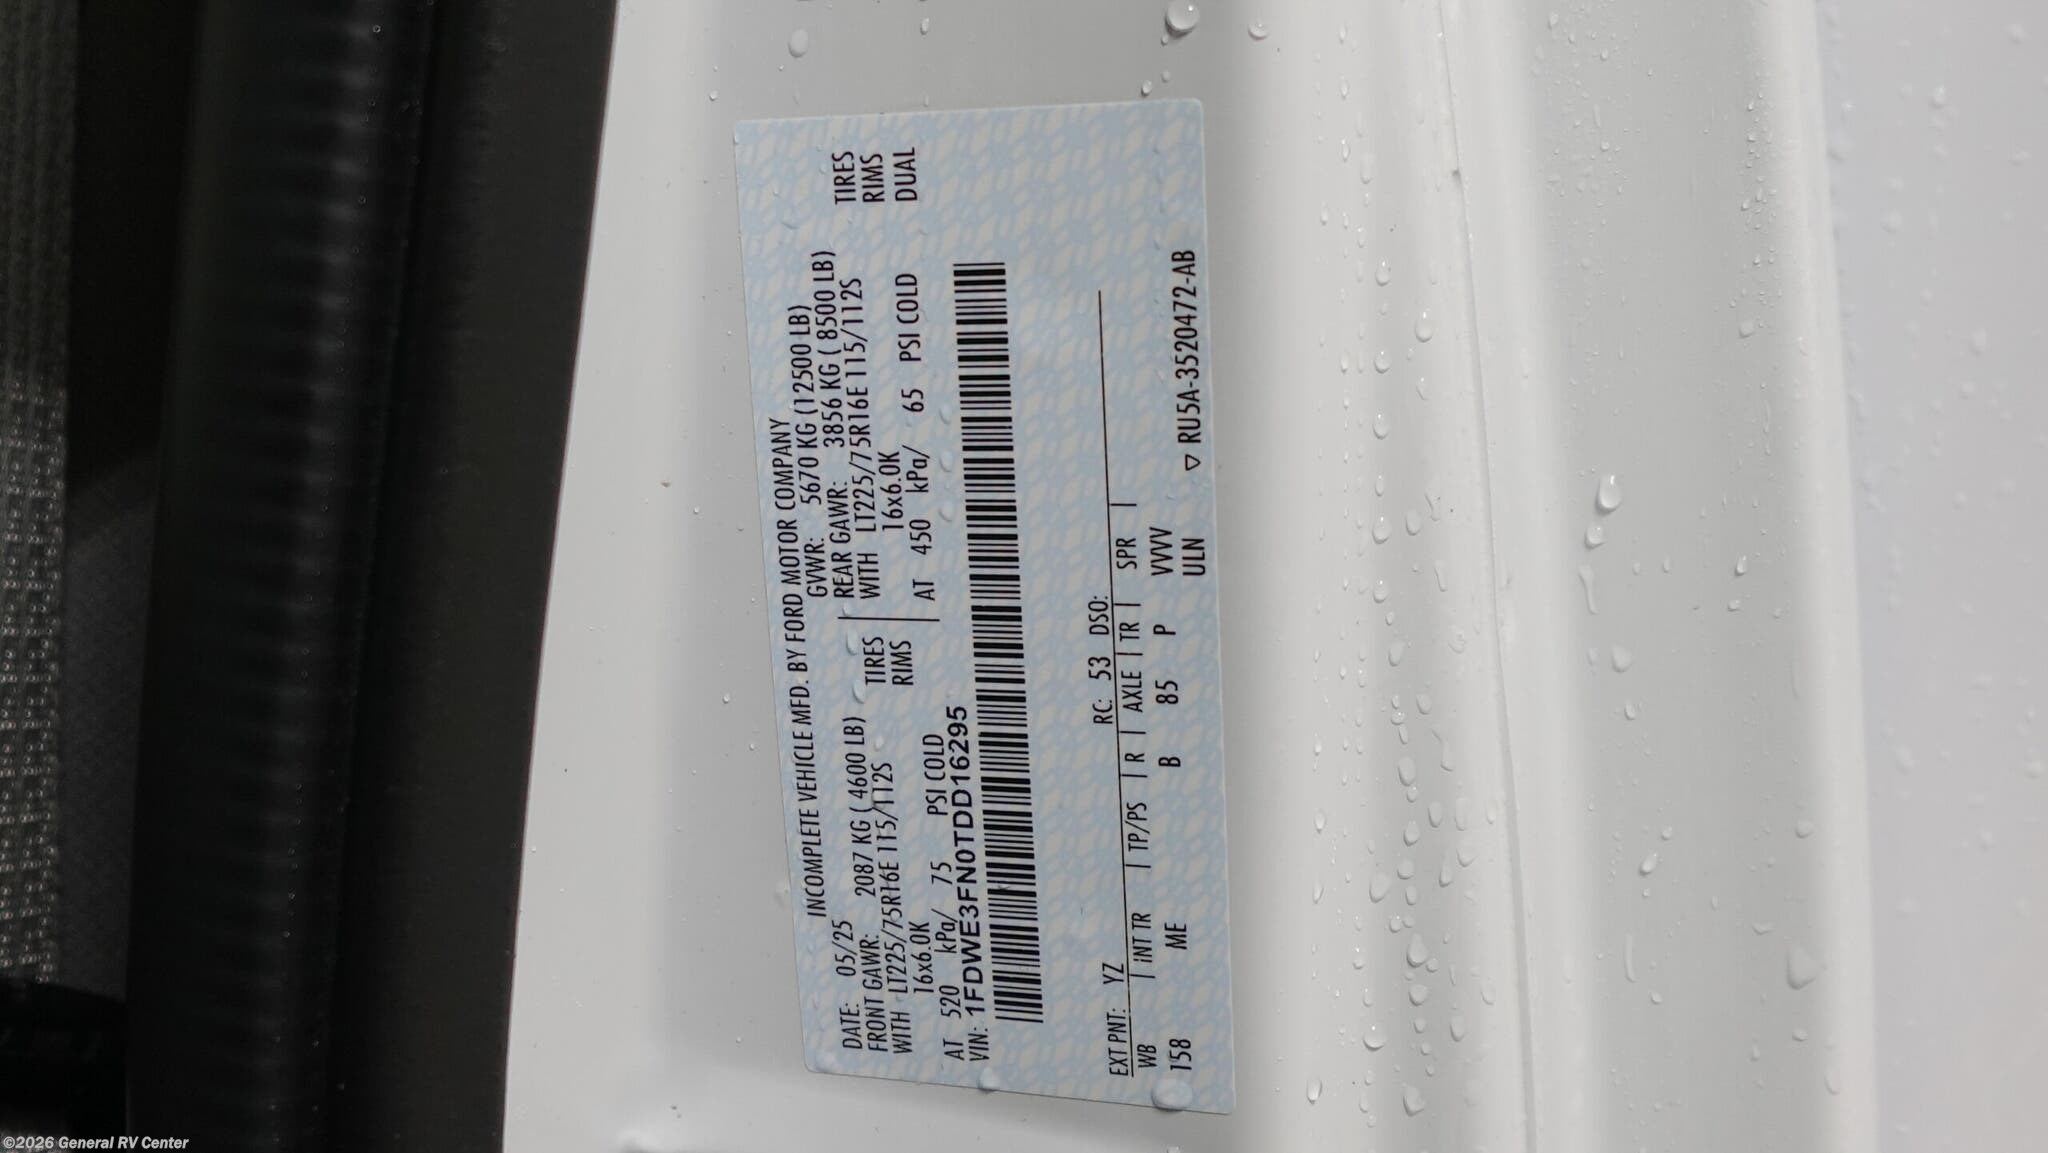 INCOMPLETE VEHICLE MFD. BY FORD MOTOR COMPANY
DATE: 05/25 GVWR: 5670 KG (12500 LB)
FRONT GAWR: 2087 KG ( 4600 LB) REAR GAWR: 3856 KG ( 8500 LB)
WITH LT225/75R16E 115/112S TIRES WITH LT225/75R16E 115/112S TIRES
16x6.0K RIMS 16x6.0K RIMS
AT 520 kPa/ 75 PSI COLD AT 450 kPa/ 65 PSI COLD DUAL
VIN: 1FDWE3FN0TDD16295
EXT PNT: YZ RC: 53 DSO:
WB | INT TR | TP/PS | R | AXLE | TR | SPR |
158 ME B 85 P VVVV
ULN ▽ RU5A-3520472-AB
©2026 General RV Center